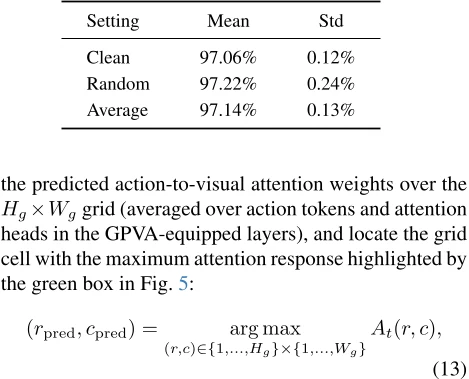 Setting Mean Std
Clean 97.06% 0.12%
Random 97.22% 0.24%
Average 97.14% 0.13%
the predicted action-to-visual attention weights over the
H_g × W_g grid (averaged over action tokens and attention
heads in the GPVA-equipped layers), and locate the grid
cell with the maximum attention response highlighted by
the green box in Fig. 5:
(r_pred, c_pred) = arg max A_t(r, c),
(r,c)∈{1,...,H_g}×{1,...,W_g}
(13)